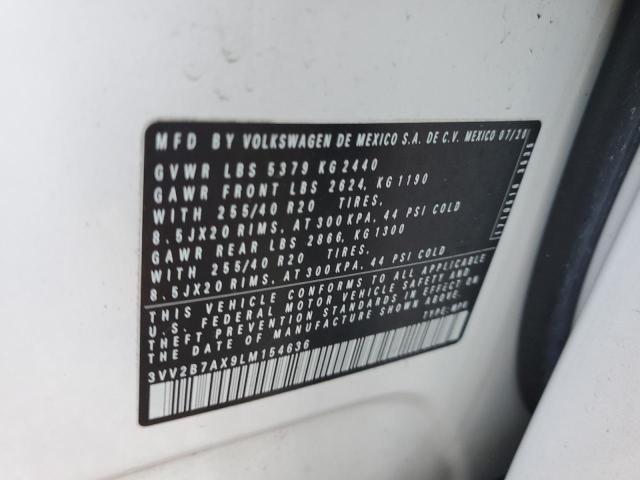 MFD BY VOLKSWAGEN DE MEXICO S.A. DE C.V. MEXICO 07/20
GVWR LBS 5379 KG 2440
GAWR FRONT LBS 2624, KG 1190
WITH 255/40 R20 TIRES,
8.5JX20 RIMS, AT 300 KPA, 44 PSI COLD
GAWR REAR LBS 2866, KG 1300
WITH 255/40 R20 TIRES,
8.5JX20 RIMS, AT 300 KPA, 44 PSI COLD
THIS VEHICLE CONFORMS TO ALL APPLICABLE
U.S. FEDERAL MOTOR VEHICLE SAFETY AND
THEFT PREVENTION STANDARDS IN EFFECT ON
THE DATE OF MANUFACTURE SHOWN ABOVE.
3VV2B7AX9LM154636 TYPE: MPV